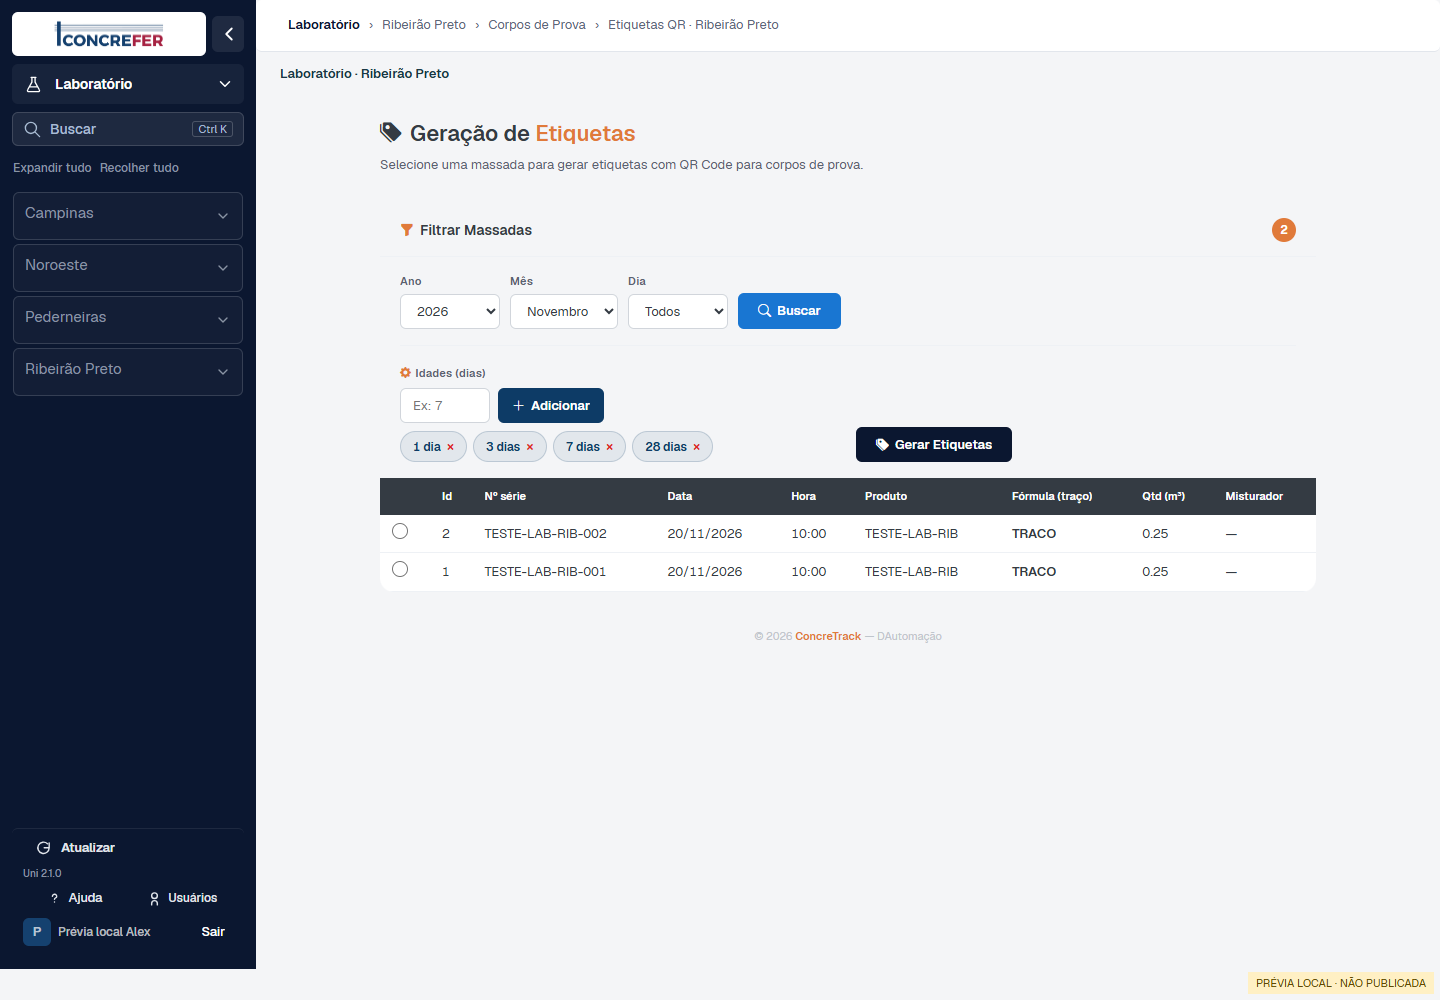 CONCREFER
Laboratório
Buscar Ctrl K
Expandir tudo Recolher tudo
Campinas
Noroeste
Pederneiras
Ribeirão Preto
Atualizar
Uni 2.1.0
? Ajuda Usuários
P Prévia local Alex Sair
Laboratório › Ribeirão Preto › Corpos de Prova › Etiquetas QR · Ribeirão Preto
Laboratório · Ribeirão Preto
Geração de Etiquetas
Selecione uma massada para gerar etiquetas com QR Code para corpos de prova.
Filtrar Massadas 2
Ano Mês Dia
2026 Novembro Todos Buscar
Idades (dias)
Ex: 7 + Adicionar
1 dia × 3 dias × 7 dias × 28 dias × Gerar Etiquetas
Id Nº série Data Hora Produto Fórmula (traço) Qtd (m³) Misturador
2 TESTE-LAB-RIB-002 20/11/2026 10:00 TESTE-LAB-RIB TRACO 0.25 —
1 TESTE-LAB-RIB-001 20/11/2026 10:00 TESTE-LAB-RIB TRACO 0.25 —
© 2026 ConcreTrack — DAutomação
PRÉVIA LOCAL · NÃO PUBLICADA